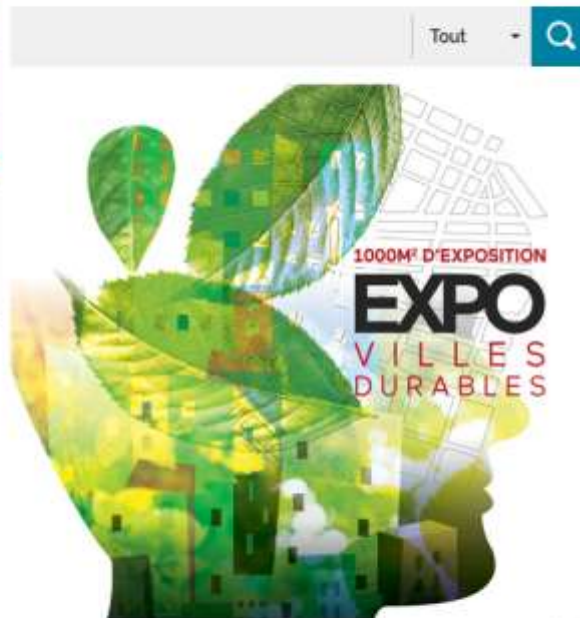 Tout
1000M² D'EXPOSITION
EXPO
VILLES
DURABLES